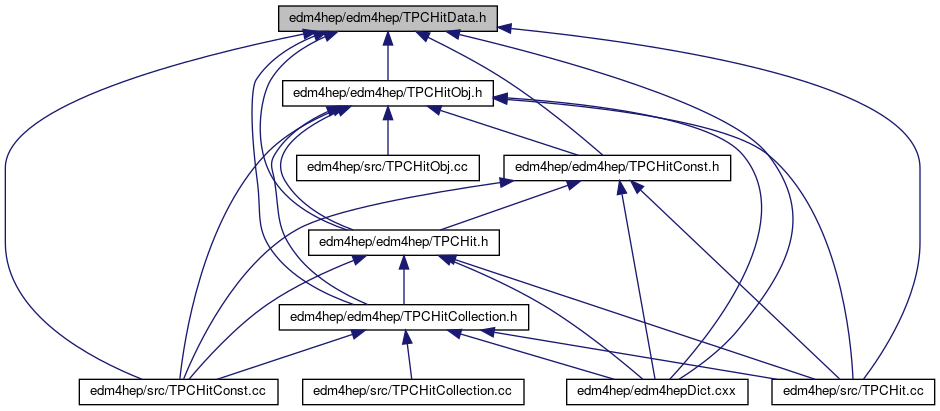 edm4hep/edm4hep/TPCHitData.h
edm4hep/edm4hep/TPCHitObj.h
edm4hep/src/TPCHitObj.cc
edm4hep/edm4hep/TPCHitConst.h
edm4hep/edm4hep/TPCHit.h
edm4hep/edm4hep/TPCHitCollection.h
edm4hep/src/TPCHitConst.cc
edm4hep/src/TPCHitCollection.cc
edm4hep/edm4hepDict.cxx
edm4hep/src/TPCHit.cc